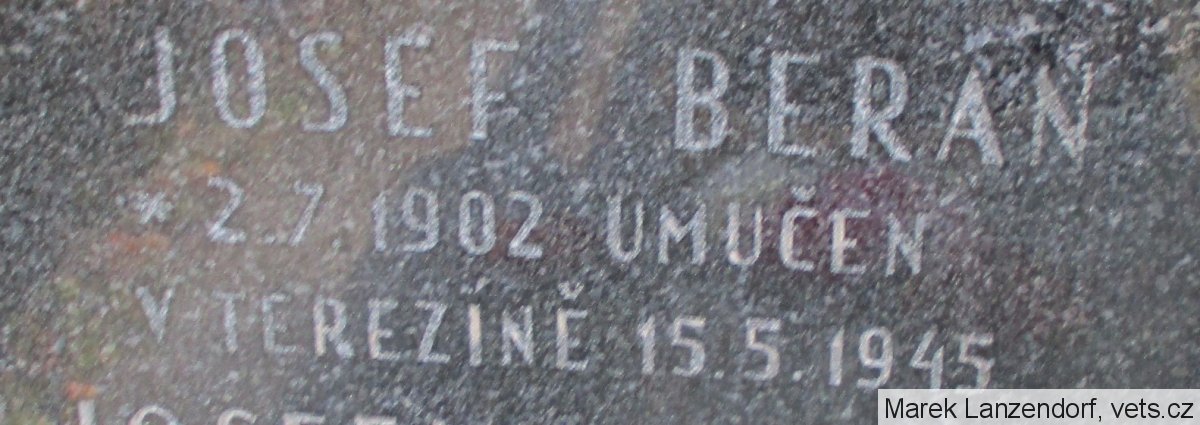 JOSEF BERAN
* 2.7.1902 UMUČEN
V TEREZÍNĚ 15.5.1945
Marek Lanzendorf, vets.cz